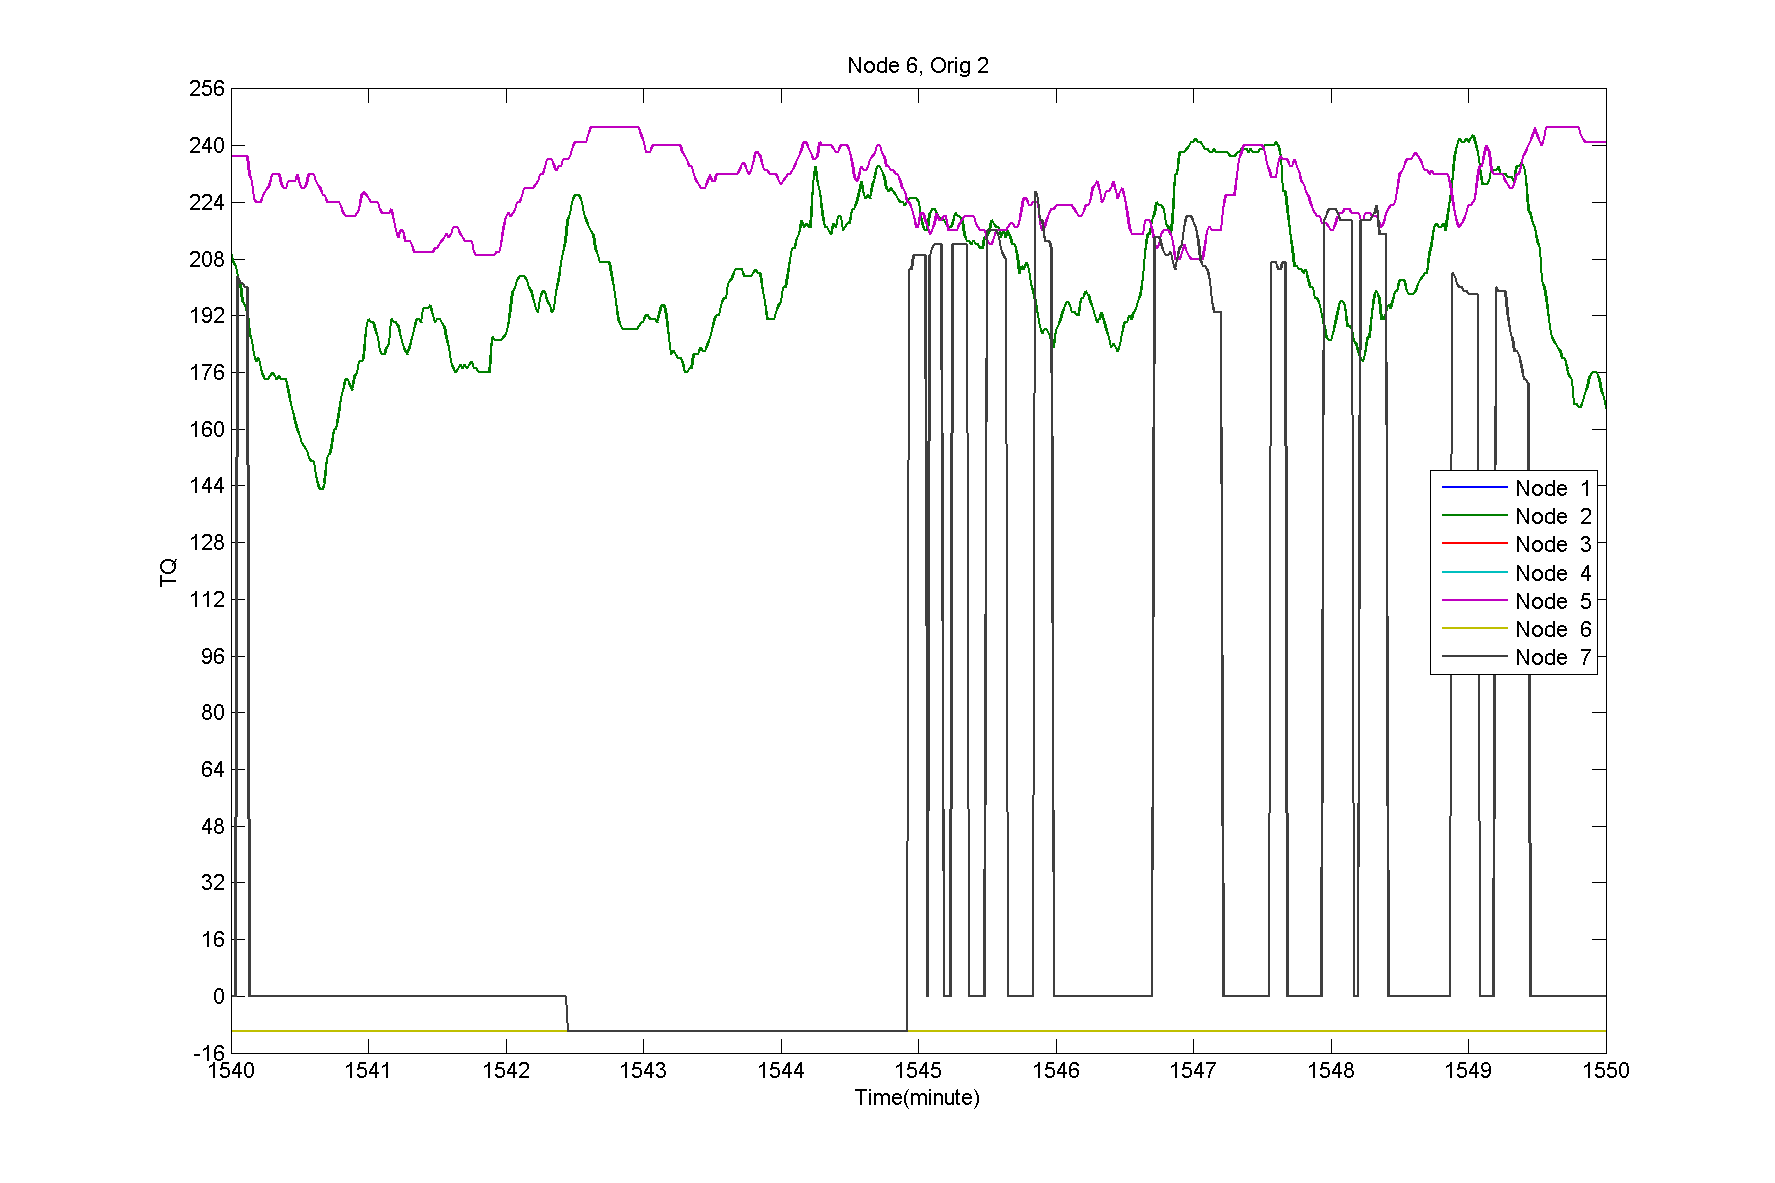 Node 6, Orig 2
256
240
224
208
192
176
160
144
128
112
96
80
64
48
32
16
0
-16
TQ
Node 1
Node 2
Node 3
Node 4
Node 5
Node 6
Node 7
1540 1541 1542 1543 1544 1545 1546 1547 1548 1549 1550
Time(minute)